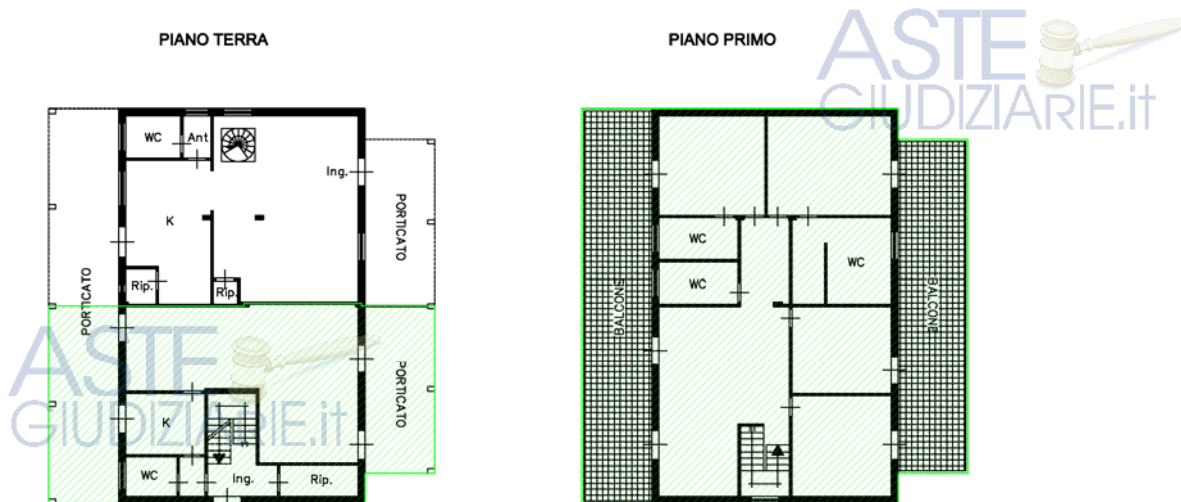 PIANO TERRA
PIANO PRIMO
ASTE
GIUDIZIARIE.it
WC
Ant
Ing.
K
PORTICATO
PORTICATO
Rip.
Rip.
PORTICATO
K
WC
Ing.
Rip.
ASTE
GIUDIZIARIE.it
WC
WC
WC
BALCONE
BALCONE